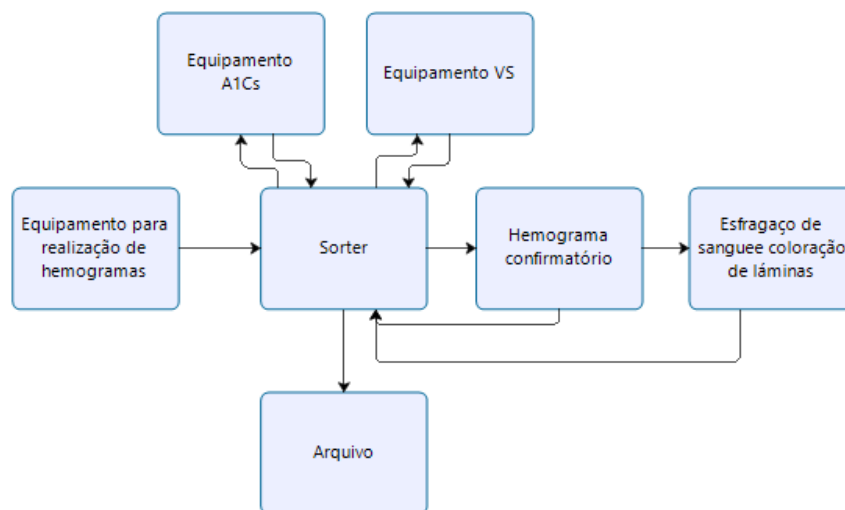 Equipamento
A1Cs
Equipamento VS
Equipamento para
realização de
hemogramas
Sorter
Hemograma
confirmatório
Esfragaço de
sanguee coloração
de láminas
Arquivo